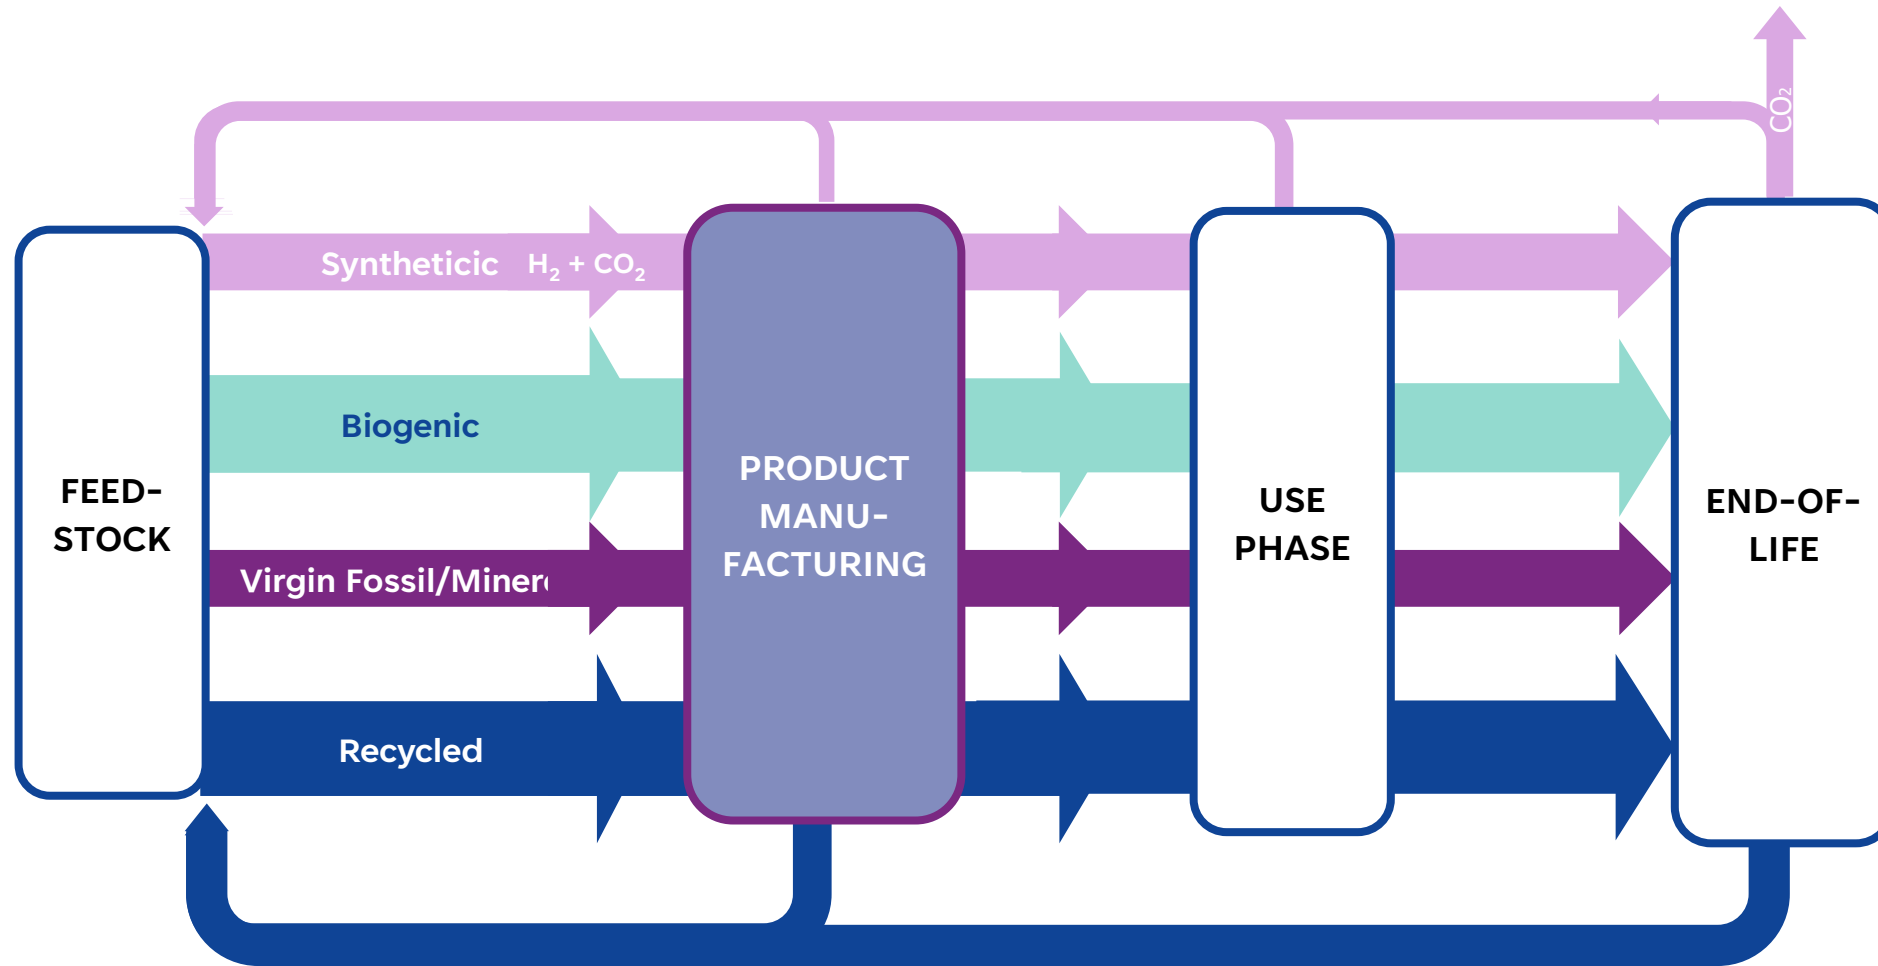 CO₂
Syntheticic H₂ + CO₂
Biogenic
PRODUCT
MANU-
FACTURING
FEED-
STOCK
USE
PHASE
END-OF-
LIFE
Virgin Fossil/Miner
Recycled